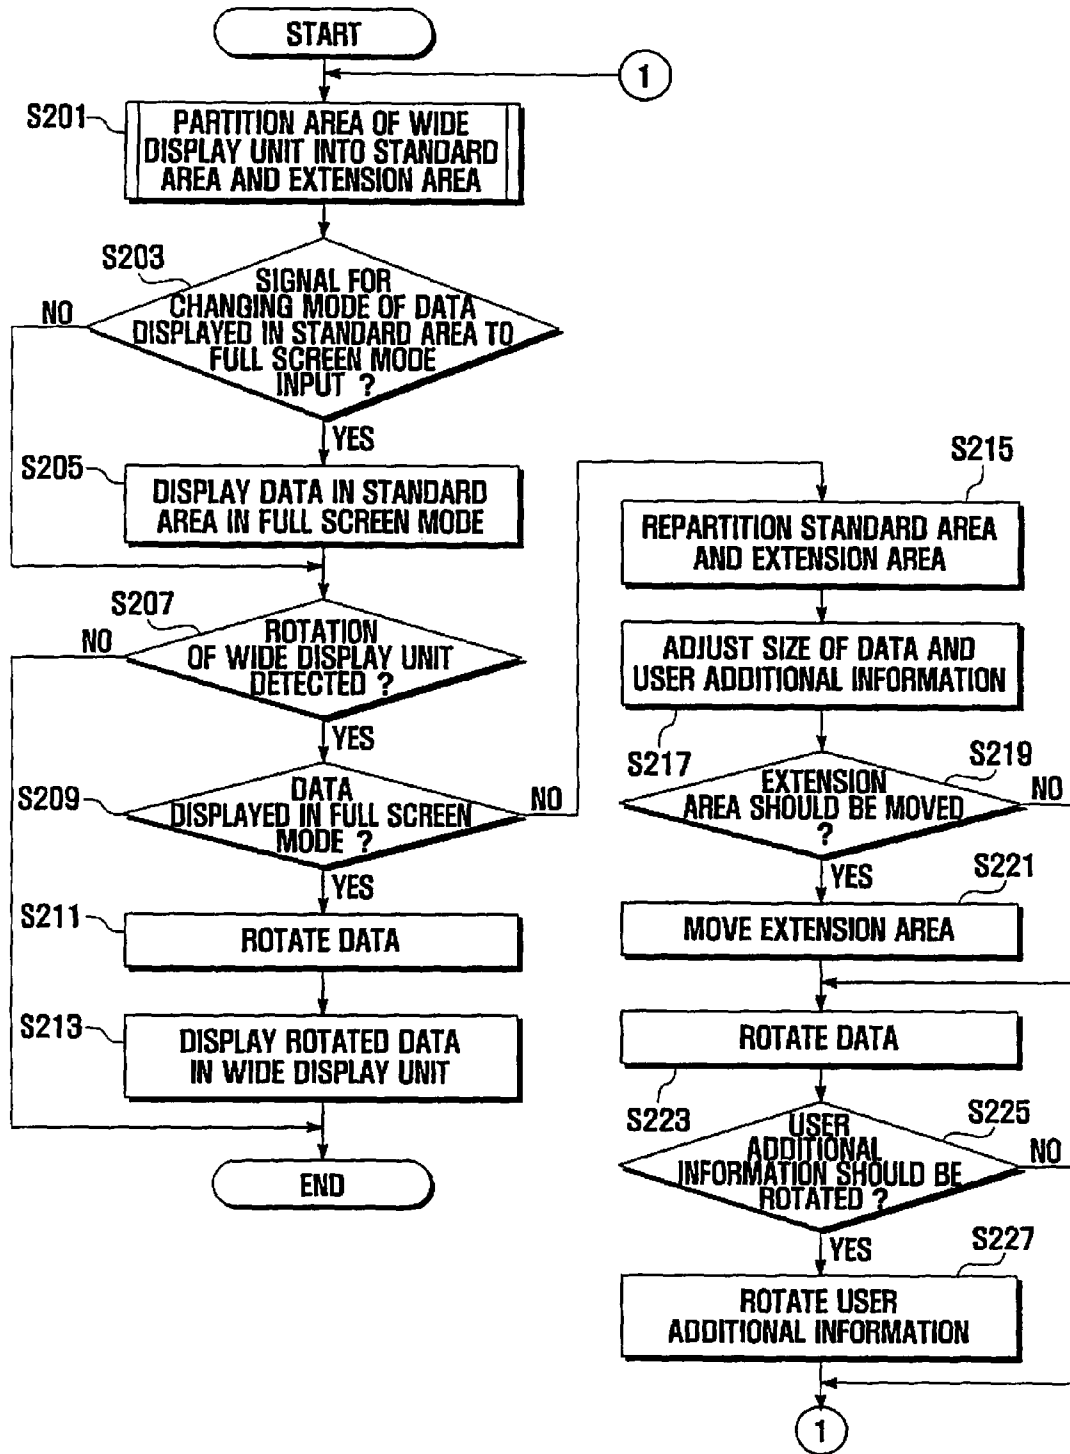 START
1
S201
PARTITION AREA OF WIDE
DISPLAY UNIT INTO STANDARD
AREA AND EXTENSION AREA
S203
SIGNAL FOR
CHANGING MODE OF DATA
DISPLAYED IN STANDARD AREA TO
FULL SCREEN MODE
INPUT ?
NO
YES
S205
DISPLAY DATA IN STANDARD
AREA IN FULL SCREEN MODE
S207
ROTATION
OF WIDE DISPLAY UNIT
DETECTED ?
NO
YES
S209
DATA
DISPLAYED IN FULL SCREEN
MODE ?
NO
YES
S211
ROTATE DATA
S213
DISPLAY ROTATED DATA
IN WIDE DISPLAY UNIT
END
S215
REPARTITION STANDARD AREA
AND EXTENSION AREA
ADJUST SIZE OF DATA AND
USER ADDITIONAL INFORMATION
S217
S219
EXTENSION
AREA SHOULD BE MOVED
?
NO
YES
S221
MOVE EXTENSION AREA
ROTATE DATA
S223
S225
USER
ADDITIONAL
INFORMATION SHOULD BE
ROTATED ?
NO
YES
S227
ROTATE USER
ADDITIONAL INFORMATION
1